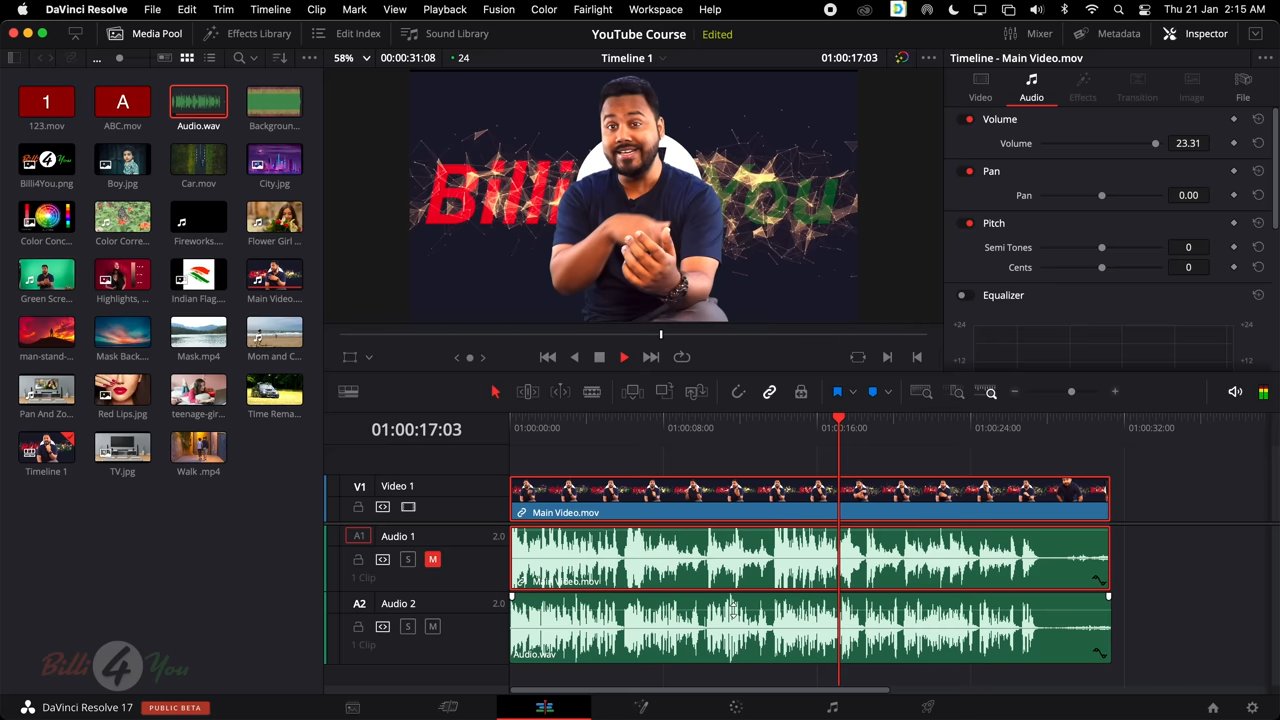 DaVinci Resolve File Edit Trim Timeline Clip Mark View Playback Fusion Color Fairlight Workspace Help Thu 21 Jan 2:15 AM
Media Pool Effects Library Edit Index Sound Library YouTube Course Edited Mixer Metadata Inspector
... 58% 00:00:31:08 24 Timeline 1 01:00:17:03 ... Timeline - Main Video.mov ...
Video Audio Effects Transition Image File
1 A
123.mov ABC.mov Audio.wav Backgroun...
Billi4You.png Boy.jpg Car.mov City.jpg
Color Conc... Color Corre... Fireworks.... Flower Girl ...
Green Scre... Highlights, ... Indian Flag.... Main Video....
man-stand-... Mask Back.... Mask.mp4 Mom and C...
Pan And Zo... Red Lips.jpg teenage-gir... TIme Rema...
Timeline 1 TV.jpg Walk .mp4
Billi You
Volume
Volume 23.31
Pan
Pan 0.00
Pitch
Semi Tones 0
Cents 0
Equalizer
+24 +24
+12 +12
01:00:17:03
01:00:00:00 01:00:08:00 01:00:16:00 01:00:24:00 01:00:32:00
V1 Video 1
Main Video.mov
A1 Audio 1 2.0
S M
1 Clip
Main Video.mov
A2 Audio 2 2.0
S M
1 Clip
Audio.wav
Billi 4 You
DaVinci Resolve 17 PUBLIC BETA